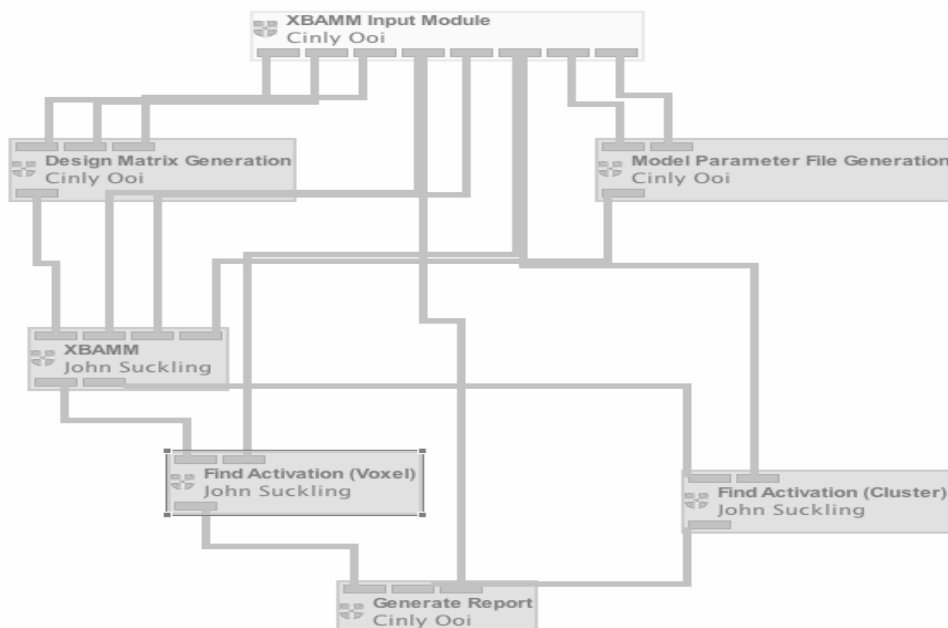 XBAMM Input Module
Cinly Ooi
Design Matrix Generation
Cinly Ooi
Model Parameter File Generation
Cinly Ooi
XBAMM
John Suckling
Find Activation (Voxel)
John Suckling
Find Activation (Cluster)
John Suckling
Generate Report
Cinly Ooi